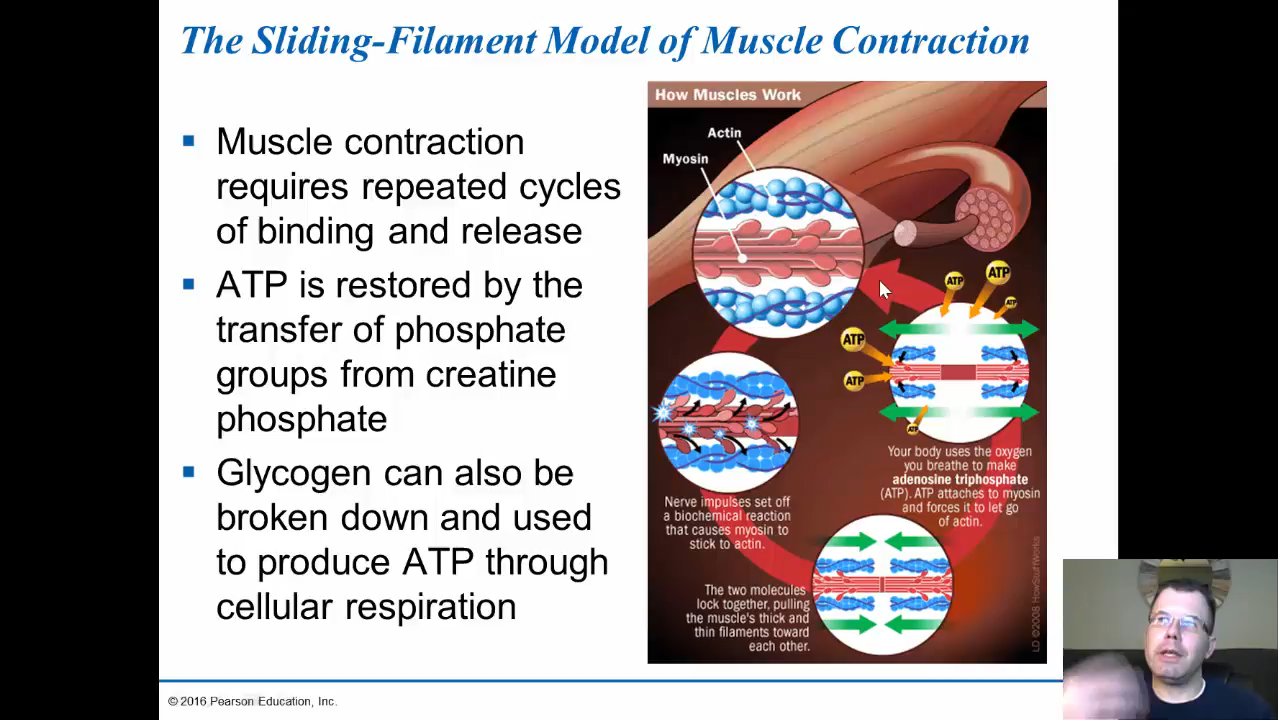 The Sliding-Filament Model of Muscle Contraction
▪ Muscle contraction
requires repeated cycles
of binding and release
▪ ATP is restored by the
transfer of phosphate
groups from creatine
phosphate
▪ Glycogen can also be
broken down and used
to produce ATP through
cellular respiration
How Muscles Work
Actin
Myosin
ATP
ATP
ATP
ATP
ATP
ATP
Your body uses the oxygen
you breathe to make
adenosine triphosphate
(ATP). ATP attaches to myosin
and forces it to let go
of actin.
Nerve impulses set off
a biochemical reaction
that causes myosin to
stick to actin.
The two molecules
lock together, pulling
the muscle's thick and
thin filaments toward
each other.
LD ©2008 HowStuffWorks
© 2016 Pearson Education, Inc.